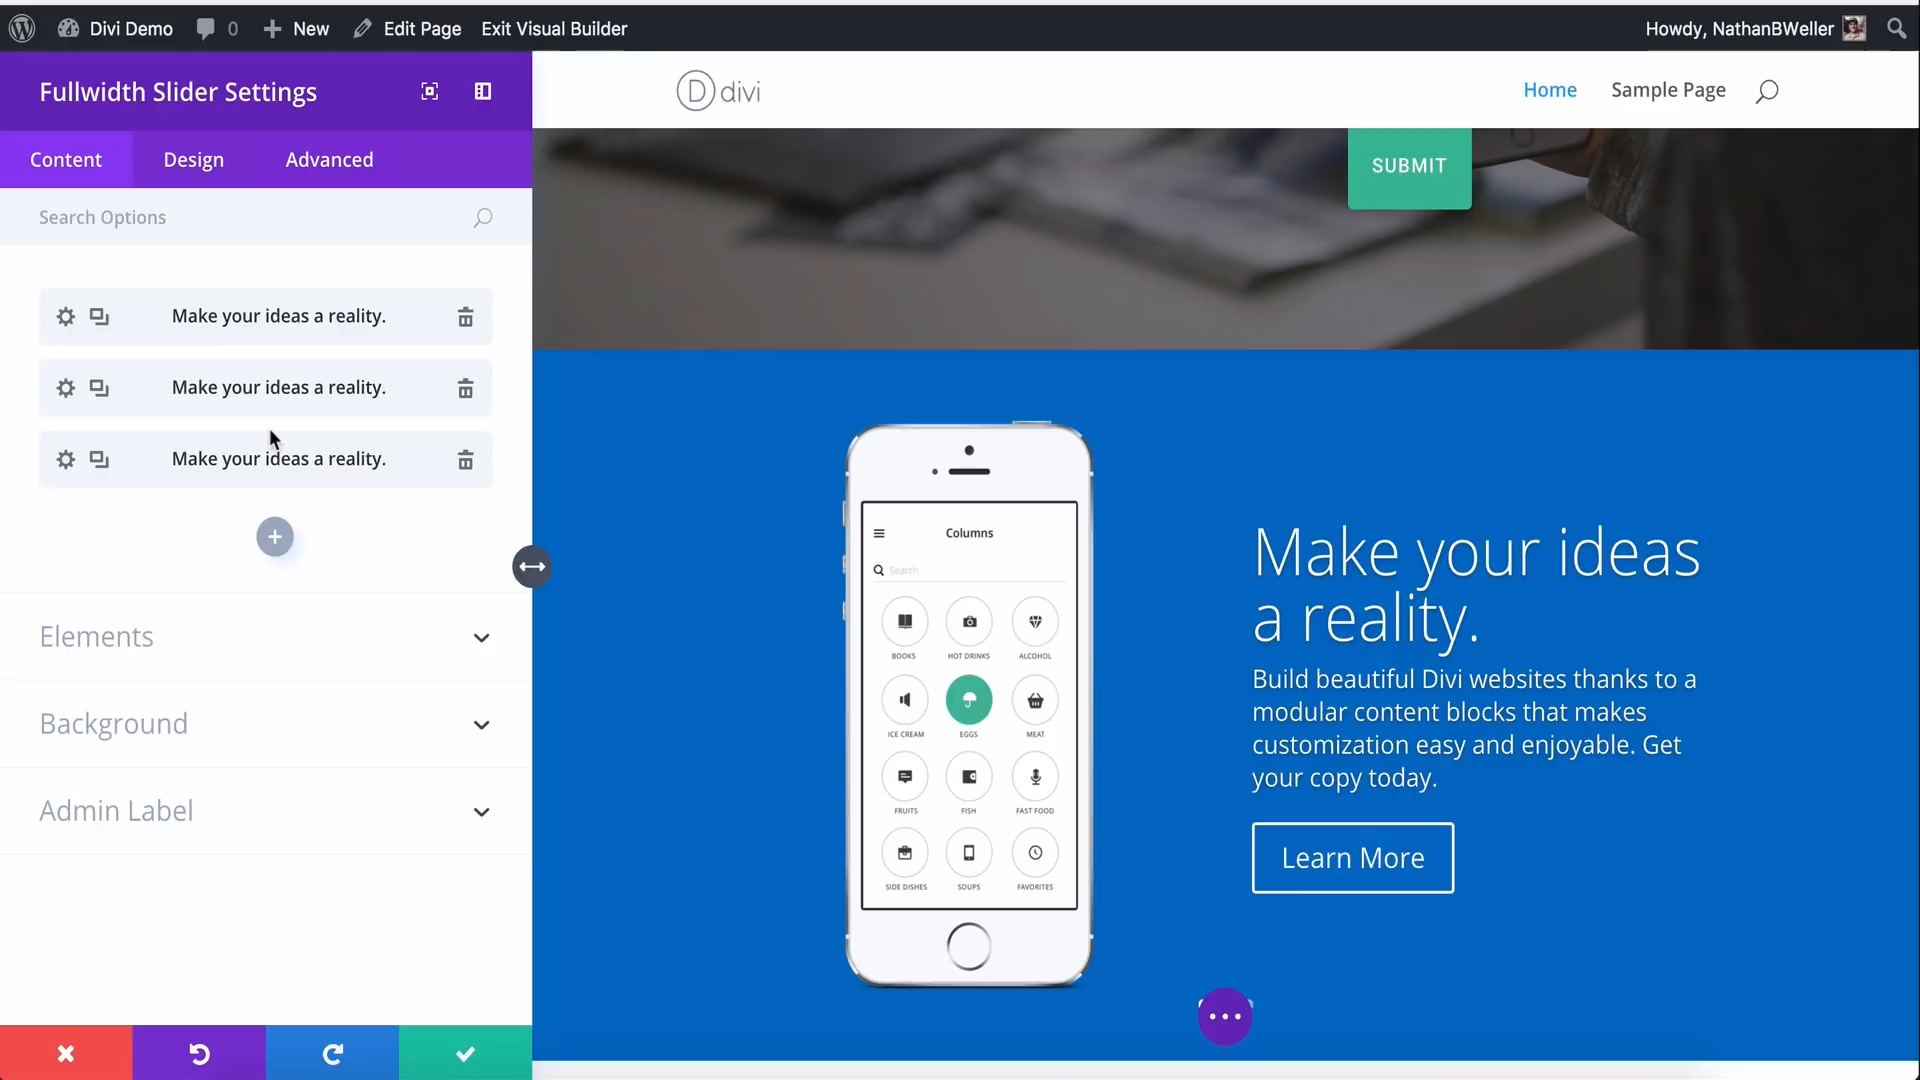 Divi Demo 0 New Edit Page Exit Visual Builder Howdy, NathanBWeller
Fullwidth Slider Settings
Content Design Advanced
Search Options
Make your ideas a reality.
Make your ideas a reality.
Make your ideas a reality.
Elements
Background
Admin Label
D divi
Home Sample Page
SUBMIT
Columns
Search
BOOKS HOT DRINKS ALCOHOL
ICE CREAM EGGS MEAT
FRUITS FISH FAST FOOD
SIDE DISHES SOUPS FAVORITES
Make your ideas
a reality.
Build beautiful Divi websites thanks to a
modular content blocks that makes
customization easy and enjoyable. Get
your copy today.
Learn More